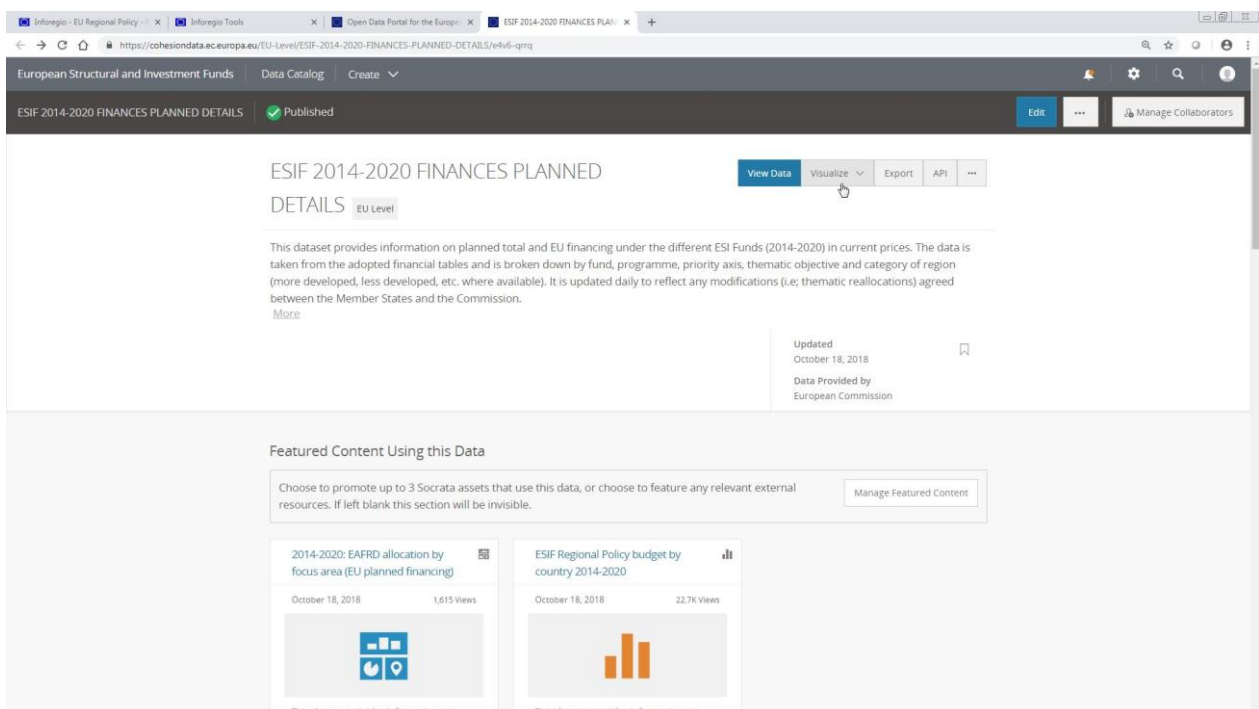 Inforegio - EU Regional Policy -
Inforegio Tools
Open Data Portal for the Europe
ESIF 2014-2020 FINANCES PLAN
https://cohesiondata.ec.europa.eu/EU-Level/ESIF-2014-2020-FINANCES-PLANNED-DETAILS/e4v6-qrrq
European Structural and Investment Funds Data Catalog Create
ESIF 2014-2020 FINANCES PLANNED DETAILS Published Edit ... Manage Collaborators
ESIF 2014-2020 FINANCES PLANNED
DETAILS EU Level
View Data Visualize Export API ...
This dataset provides information on planned total and EU financing under the different ESI Funds (2014-2020) in current prices. The data is
taken from the adopted financial tables and is broken down by fund, programme, priority axis, thematic objective and category of region
(more developed, less developed, etc. where available). It is updated daily to reflect any modifications (i.e; thematic reallocations) agreed
between the Member States and the Commission.
More
Updated
October 18, 2018
Data Provided by
European Commission
Featured Content Using this Data
Choose to promote up to 3 Socrata assets that use this data, or choose to feature any relevant external
resources. If left blank this section will be invisible.
Manage Featured Content
2014-2020: EAFRD allocation by
focus area (EU planned financing)
October 18, 2018 1,615 Views
ESIF Regional Policy budget by
country 2014-2020
October 18, 2018 22.7K Views